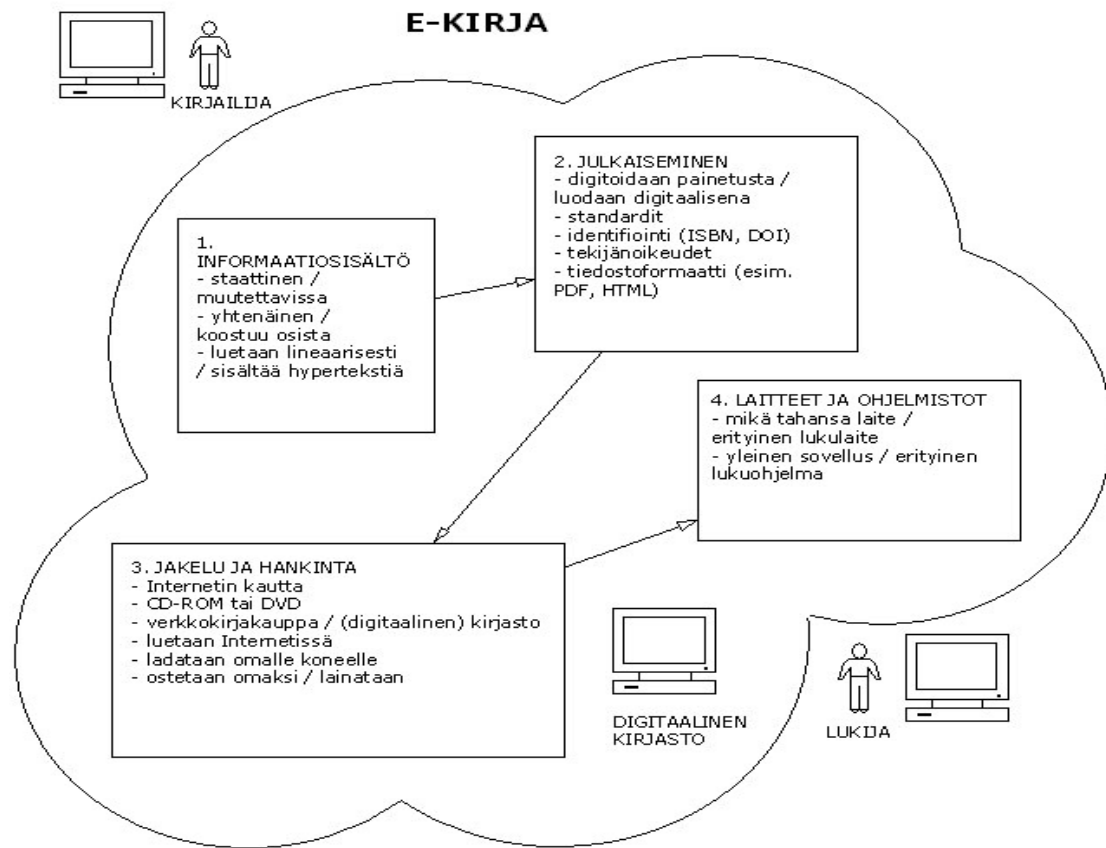 E-KIRJA
KIRJAILIJA
1.
INFORMAATIOSISÄLTÖ
- staattinen /
muutettavissa
- yhtenäinen /
koostuu osista
- luetaan lineaarisesti
/ sisältää hypertekstiä
2. JULKAISEMINEN
- digitoidaan painetusta /
luodaan digitaalisena
- standardit
- identifiointi (ISBN, DOI)
- tekijänoikeudet
- tiedostoformaatti (esim.
PDF, HTML)
3. JAKELU JA HANKINTA
- Internetin kautta
- CD-ROM tai DVD
- verkkokirjakauppa / (digitaalinen) kirjasto
- luetaan Internetissä
- ladataan omalle koneelle
- ostetaan omaksi / lainataan
4. LAITTEET JA OHJELMISTOT
- mikä tahansa laite /
erityinen lukulaite
- yleinen sovellus / erityinen
lukuohjelma
DIGITAALINEN
KIRJASTO
LUKIJA